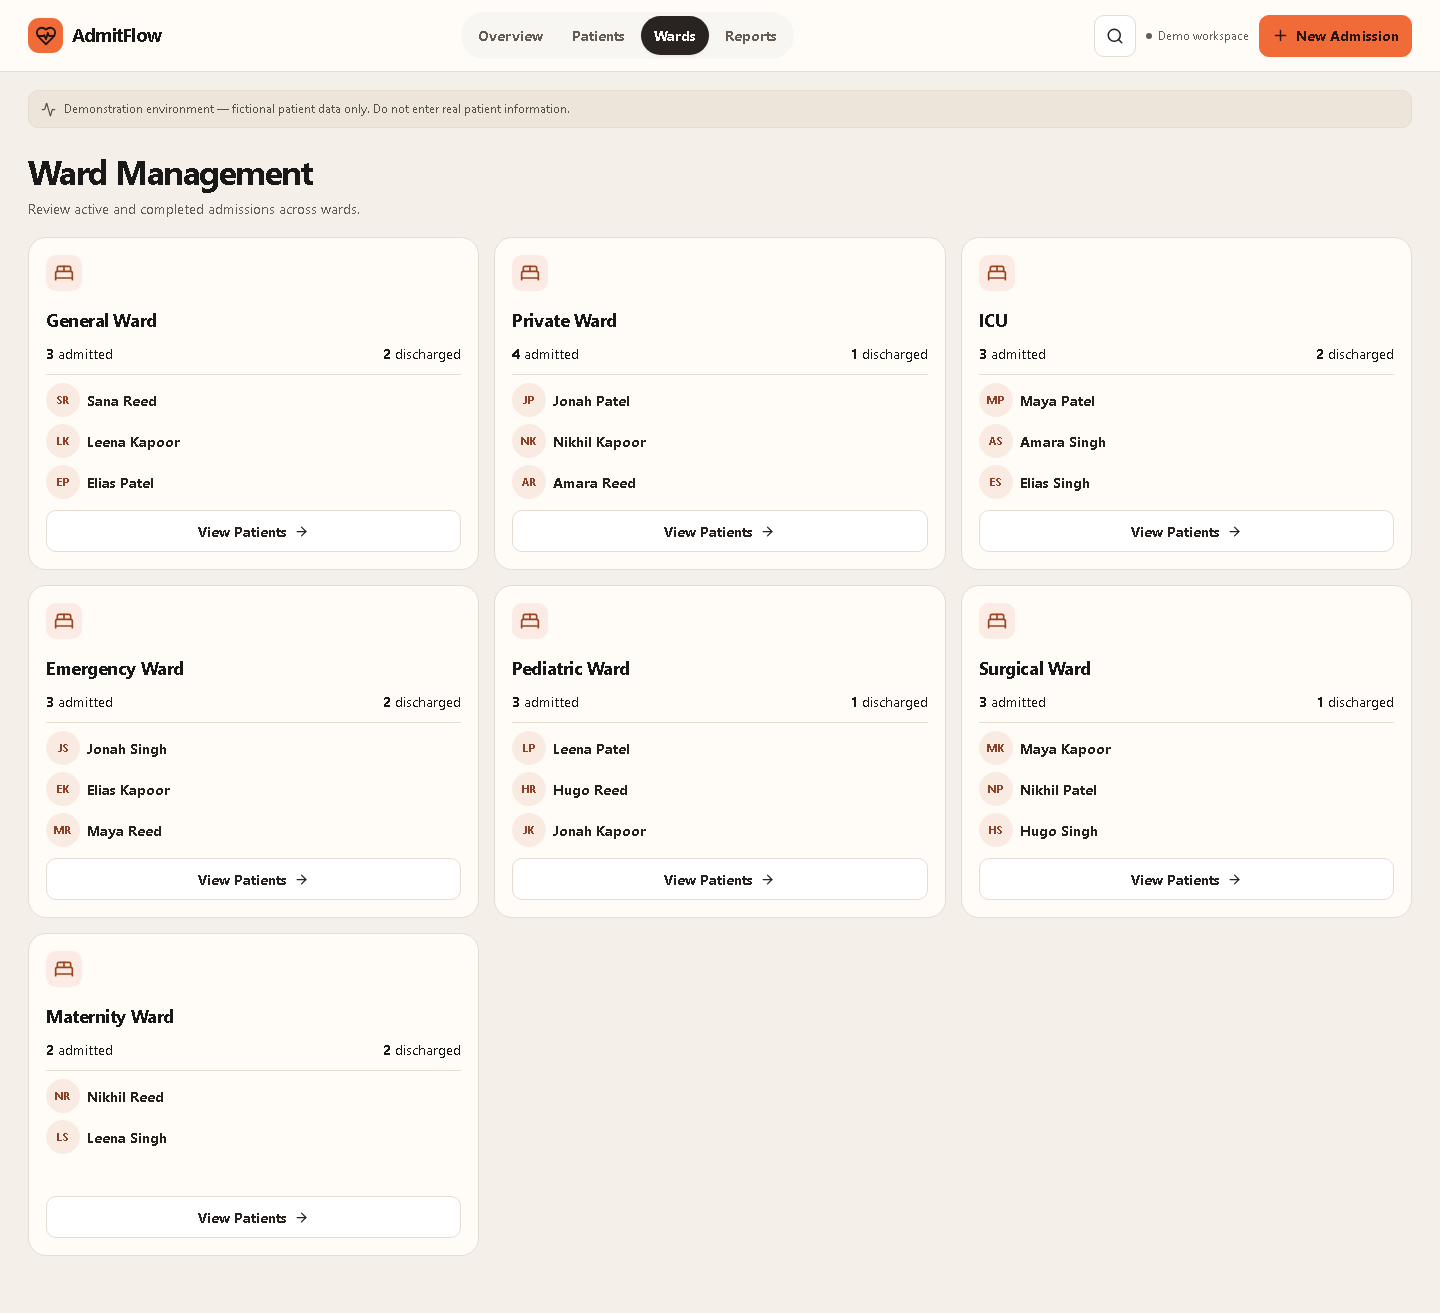 AdmitFlow
Overview Patients Wards Reports
Demo workspace
New Admission
Demonstration environment — fictional patient data only. Do not enter real patient information.
Ward Management
Review active and completed admissions across wards.
General Ward
3 admitted 2 discharged
SR Sana Reed
LK Leena Kapoor
EP Elias Patel
View Patients
Private Ward
4 admitted 1 discharged
JP Jonah Patel
NK Nikhil Kapoor
AR Amara Reed
View Patients
ICU
3 admitted 2 discharged
MP Maya Patel
AS Amara Singh
ES Elias Singh
View Patients
Emergency Ward
3 admitted 2 discharged
JS Jonah Singh
EK Elias Kapoor
MR Maya Reed
View Patients
Pediatric Ward
3 admitted 1 discharged
LP Leena Patel
HR Hugo Reed
JK Jonah Kapoor
View Patients
Surgical Ward
3 admitted 1 discharged
MK Maya Kapoor
NP Nikhil Patel
HS Hugo Singh
View Patients
Maternity Ward
2 admitted 2 discharged
NR Nikhil Reed
LS Leena Singh
View Patients